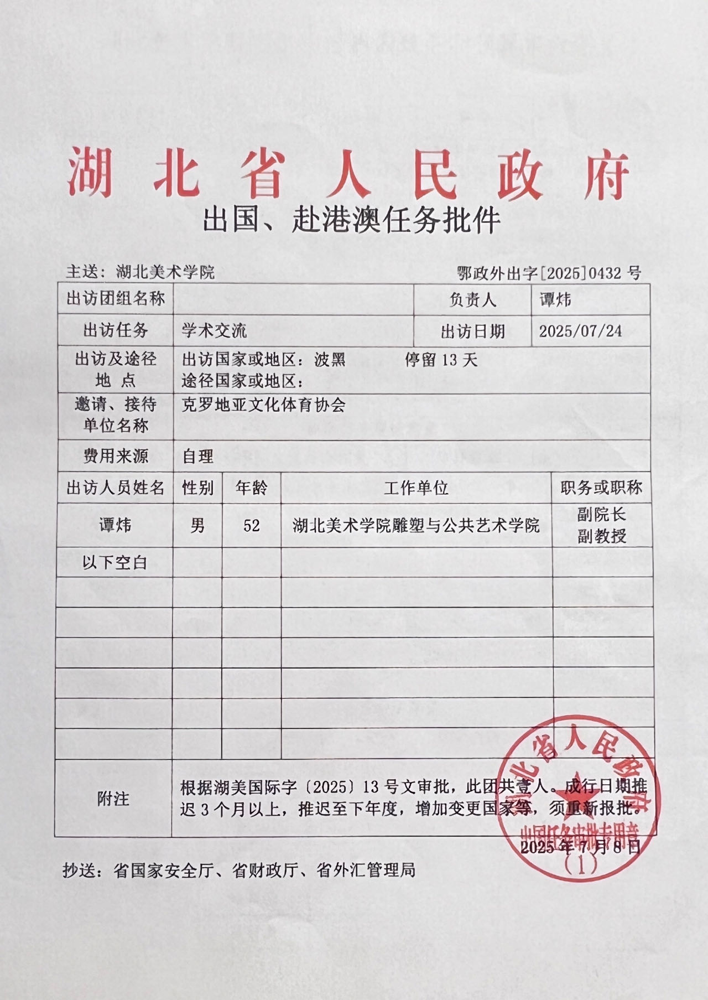 湖北省人民政府
出国、赴港澳任务批件
主送：湖北美术学院 鄂政外出字[2025]0432 号
出访团组名称 负责人 谭炜
出访任务 学术交流 出访日期 2025/07/24
出访及途径 出访国家或地区：波黑 停留 13 天
地 点 途径国家或地区：
邀请、接待 克罗地亚文化体育协会
单位名称
费用来源 自理
出访人员姓名 性别 年龄 工作单位 职务或职称
谭炜 男 52 湖北美术学院雕塑与公共艺术学院 副院长
副教授
以下空白
附注 根据湖美国际字〔2025〕13 号文审批，此团共壹人。成行日期推
迟 3 个月以上，推迟至下年度，增加变更国家等，须重新报批。
湖北省人民政府
出国任务审批专用章
（1）
2025 年 7 月 8 日
抄送：省国家安全厅、省财政厅、省外汇管理局